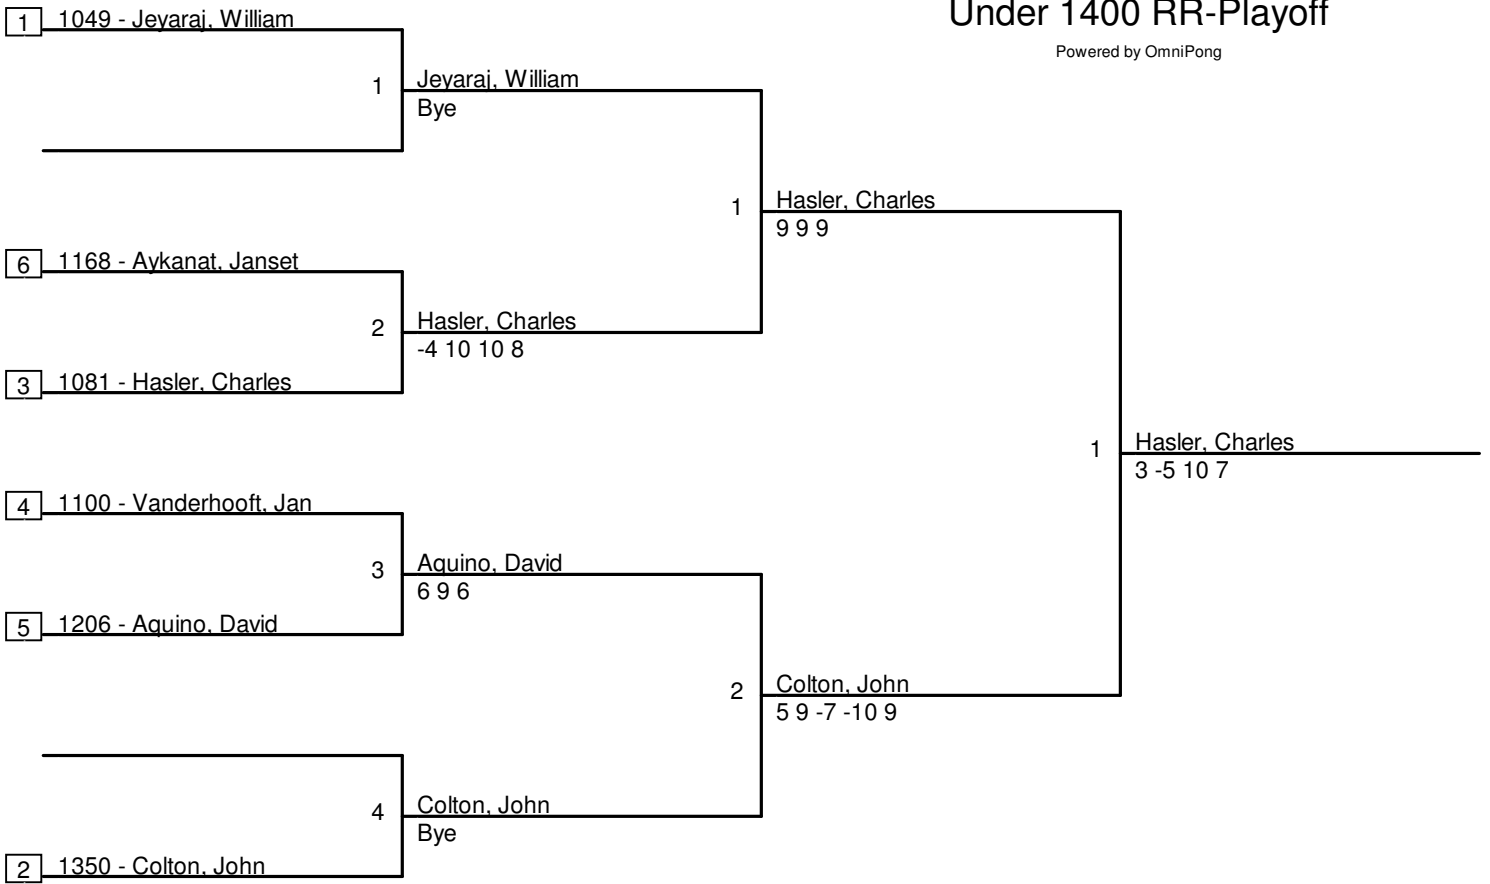 Under 1400 RR-Playoff
Powered by OmniPong
1 1049 - Jeyaraj, William
1 Jeyaraj, William
Bye
1 Hasler, Charles
9 9 9
6 1168 - Aykanat, Janset
2 Hasler, Charles
-4 10 10 8
3 1081 - Hasler, Charles
1 Hasler, Charles
3 -5 10 7
4 1100 - Vanderhooft, Jan
3 Aquino, David
6 9 6
5 1206 - Aquino, David
2 Colton, John
5 9 -7 -10 9
4 Colton, John
Bye
2 1350 - Colton, John